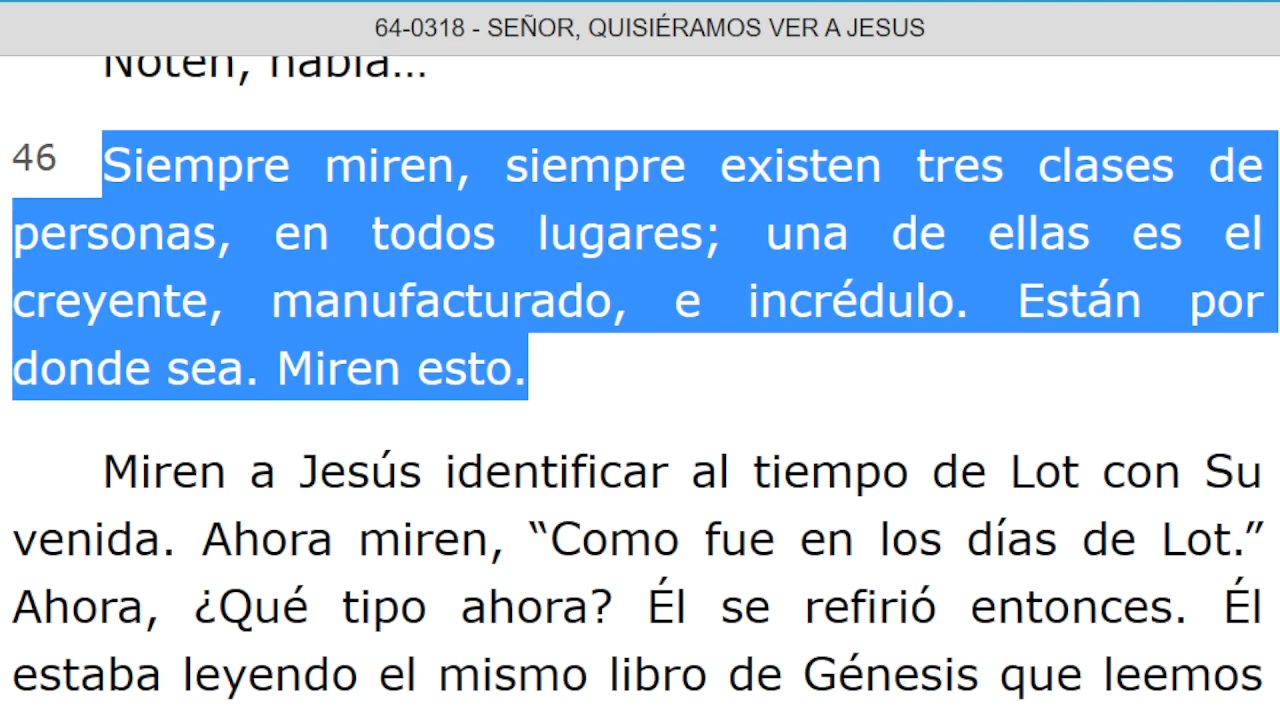 64-0318 - SEÑOR, QUISIÉRAMOS VER A JESUS
Noten, había…
46 Siempre miren, siempre existen tres clases de
personas, en todos lugares; una de ellas es el
creyente, manufacturado, e incrédulo. Están por
donde sea. Miren esto.
Miren a Jesús identificar al tiempo de Lot con Su
venida. Ahora miren, “Como fue en los días de Lot.”
Ahora, ¿Qué tipo ahora? Él se refirió entonces. Él
estaba leyendo el mismo libro de Génesis que leemos